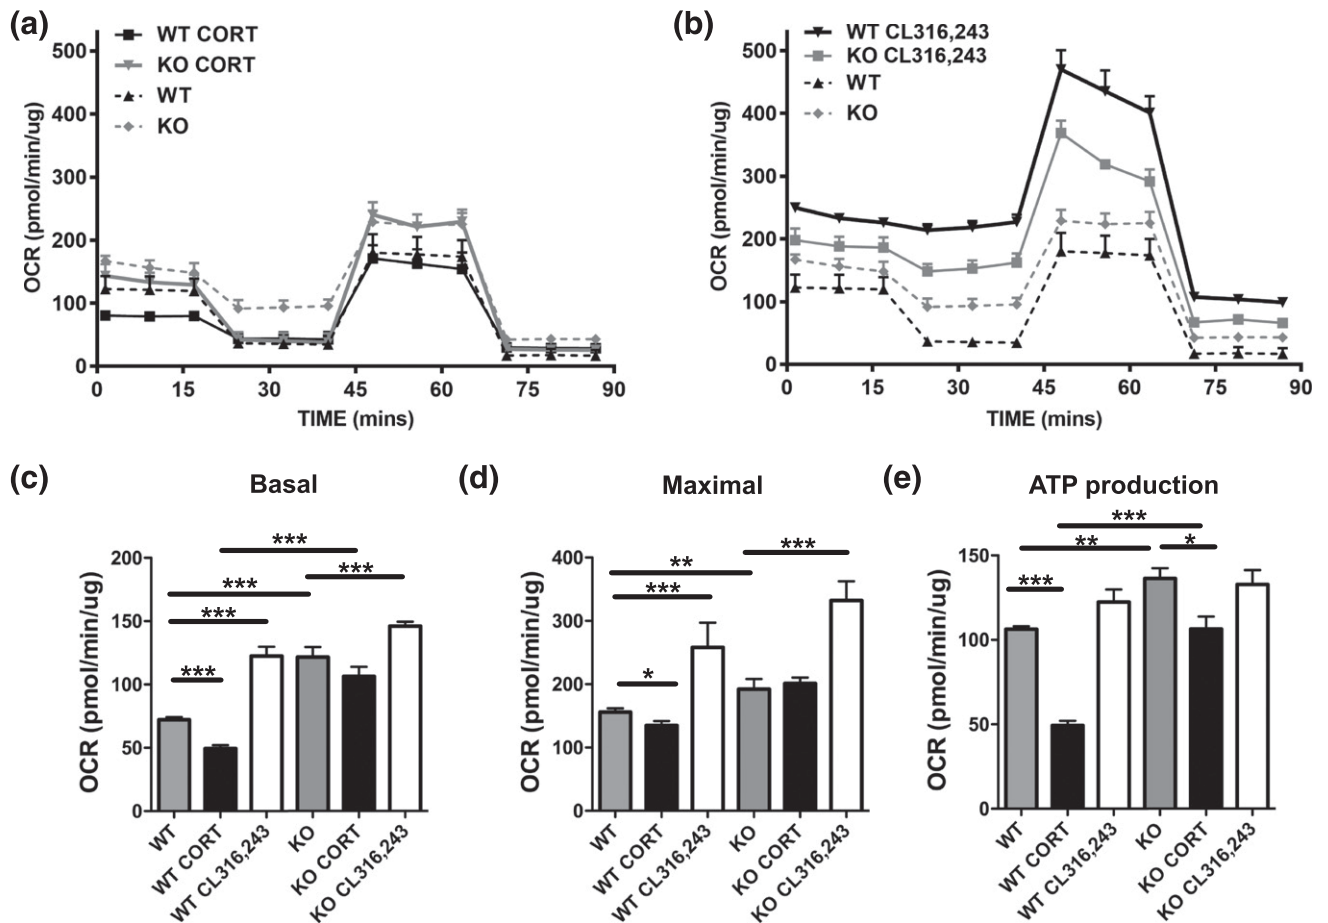 (a)
WT CORT
KO CORT
WT
KO
OCR (pmol/min/ug)
500
400
300
200
100
0
0 15 30 45 60 75 90
TIME (mins)
(b)
WT CL316,243
KO CL316,243
WT
KO
OCR (pmol/min/ug)
500
400
300
200
100
0
0 15 30 45 60 75 90
TIME (mins)
(c)
Basal
OCR (pmol/min/ug)
200
150
100
50
0
***
***
***
***
***
WT
WT CORT
WT CL316,243
KO
KO CORT
KO CL316,243
(d)
Maximal
OCR (pmol/min/ug)
400
300
200
100
0
***
**
***
*
WT
WT CORT
WT CL316,243
KO
KO CORT
KO CL316,243
(e)
ATP production
OCR (pmol/min/ug)
150
100
50
0
***
**
*
***
WT
WT CORT
WT CL316,243
KO
KO CORT
KO CL316,243